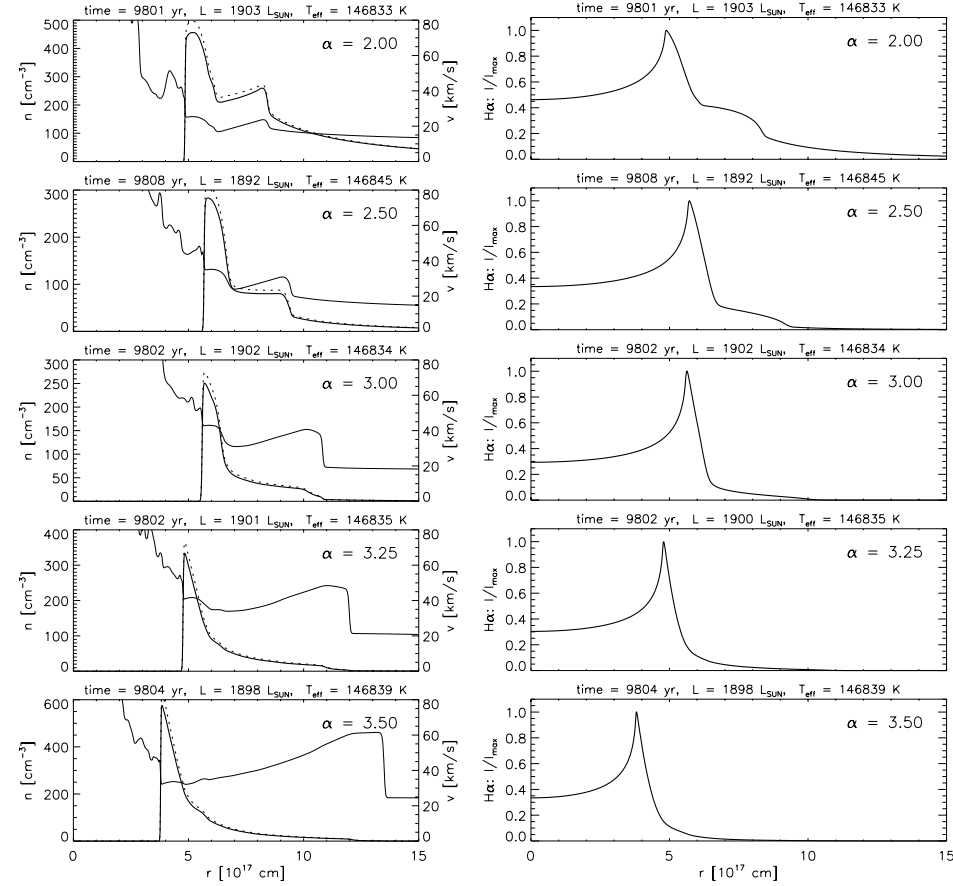 time = 9801 yr, L = 1903 L_SUN, T_eff = 146833 K
α = 2.00
n [cm⁻³]
500
400
300
200
100
0
v [km/s]
80
60
40
20
0
time = 9801 yr, L = 1903 L_SUN, T_eff = 146833 K
α = 2.00
Hα: I/I_max
1.0
0.8
0.6
0.4
0.2
0.0
time = 9808 yr, L = 1892 L_SUN, T_eff = 146845 K
α = 2.50
n [cm⁻³]
300
200
100
0
v [km/s]
80
60
40
20
0
time = 9808 yr, L = 1892 L_SUN, T_eff = 146845 K
α = 2.50
Hα: I/I_max
1.0
0.8
0.6
0.4
0.2
0.0
time = 9802 yr, L = 1902 L_SUN, T_eff = 146834 K
α = 3.00
n [cm⁻³]
300
250
200
150
100
50
0
v [km/s]
80
60
40
20
0
time = 9802 yr, L = 1902 L_SUN, T_eff = 146834 K
α = 3.00
Hα: I/I_max
1.0
0.8
0.6
0.4
0.2
0.0
time = 9802 yr, L = 1901 L_SUN, T_eff = 146835 K
α = 3.25
n [cm⁻³]
400
300
200
100
0
v [km/s]
80
60
40
20
0
time = 9802 yr, L = 1900 L_SUN, T_eff = 146835 K
α = 3.25
Hα: I/I_max
1.0
0.8
0.6
0.4
0.2
0.0
time = 9804 yr, L = 1898 L_SUN, T_eff = 146839 K
α = 3.50
n [cm⁻³]
600
400
200
0
v [km/s]
80
60
40
20
0
0 5 10 15
r [10¹⁷ cm]
time = 9804 yr, L = 1898 L_SUN, T_eff = 146839 K
α = 3.50
Hα: I/I_max
1.0
0.8
0.6
0.4
0.2
0.0
0 5 10 15
r [10¹⁷ cm]